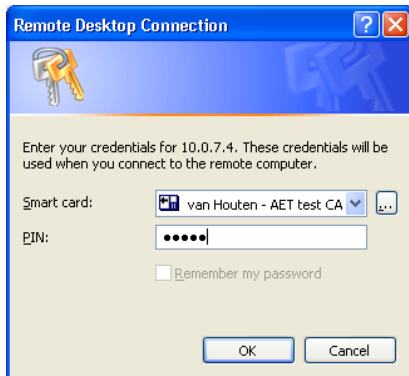 Remote Desktop Connection
Enter your credentials for 10.0.7.4. These credentials will be
used when you connect to the remote computer.
Smart card: van Houten - AET test CA ...
PIN: •••••
Remember my password
OK Cancel